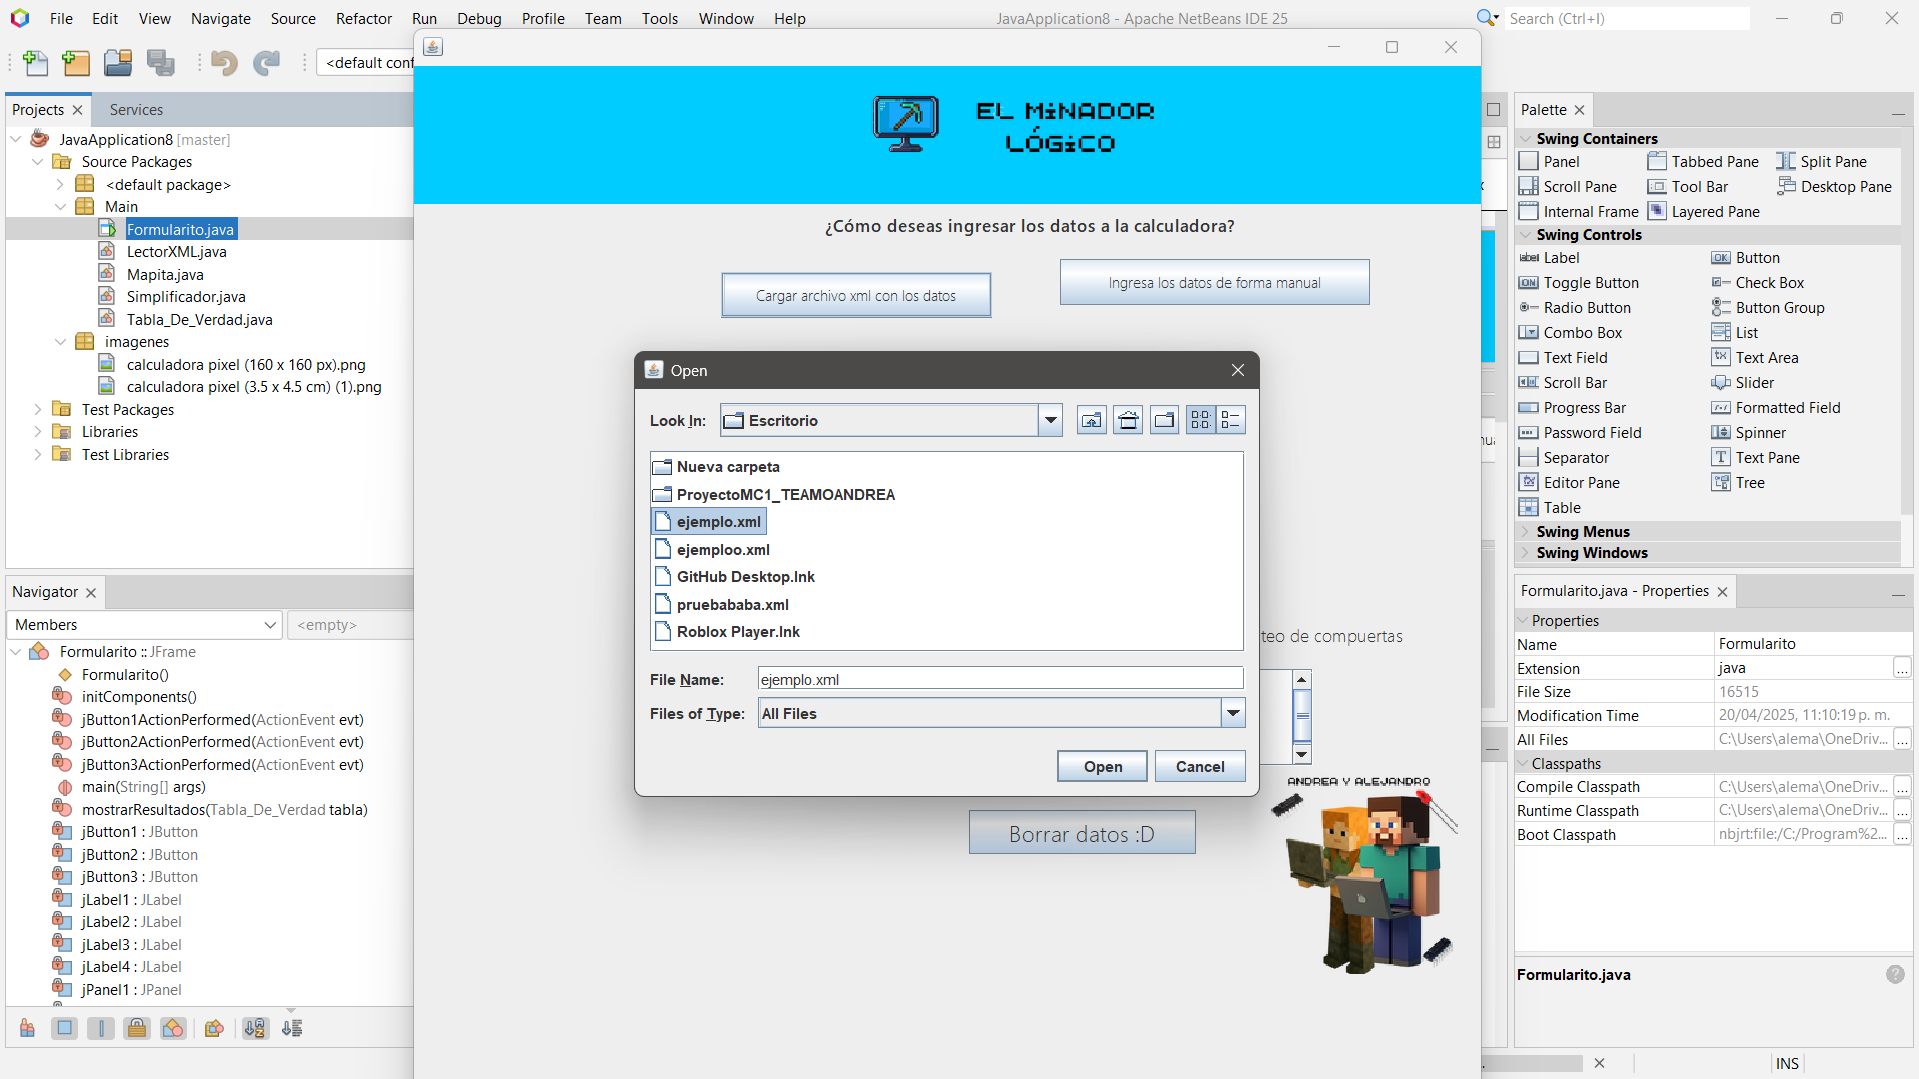 File Edit View Navigate Source Refactor Run Debug Profile Team Tools Window Help
JavaApplication8 - Apache NetBeans IDE 25
Search (Ctrl+I)
<default conf
Projects
Services
JavaApplication8 [master]
Source Packages
<default package>
Main
Formularito.java
LectorXML.java
Mapita.java
Simplificador.java
Tabla_De_Verdad.java
imagenes
calculadora pixel (160 x 160 px).png
calculadora pixel (3.5 x 4.5 cm) (1).png
Test Packages
Libraries
Test Libraries
Navigator
Members
<empty>
Formularito :: JFrame
Formularito()
initComponents()
jButton1ActionPerformed(ActionEvent evt)
jButton2ActionPerformed(ActionEvent evt)
jButton3ActionPerformed(ActionEvent evt)
main(String[] args)
mostrarResultados(Tabla_De_Verdad tabla)
jButton1 : JButton
jButton2 : JButton
jButton3 : JButton
jLabel1 : JLabel
jLabel2 : JLabel
jLabel3 : JLabel
jLabel4 : JLabel
jPanel1 : JPanel
EL MiNADOR
LÓGiCO
¿Cómo deseas ingresar los datos a la calculadora?
Cargar archivo xml con los datos
Ingresa los datos de forma manual
Open
Look In:
Escritorio
Nueva carpeta
ProyectoMC1_TEAMOANDREA
ejemplo.xml
ejemploo.xml
GitHub Desktop.lnk
pruebababa.xml
Roblox Player.lnk
File Name:
ejemplo.xml
Files of Type:
All Files
Open
Cancel
teo de compuertas
ANDREA Y ALEJANDRO
Borrar datos :D
Palette
Swing Containers
Panel Tabbed Pane Split Pane
Scroll Pane Tool Bar Desktop Pane
Internal Frame Layered Pane
Swing Controls
Label Button
Toggle Button Check Box
Radio Button Button Group
Combo Box List
Text Field Text Area
Scroll Bar Slider
Progress Bar Formatted Field
Password Field Spinner
Separator Text Pane
Editor Pane Tree
Table
Swing Menus
Swing Windows
Formularito.java - Properties
Properties
Name Formularito
Extension java
File Size 16515
Modification Time 20/04/2025, 11:10:19 p. m.
All Files C:\Users\alema\OneDriv...
Classpaths
Compile Classpath C:\Users\alema\OneDriv...
Runtime Classpath C:\Users\alema\OneDriv...
Boot Classpath nbjrt:file:/C:/Program%2...
Formularito.java
INS